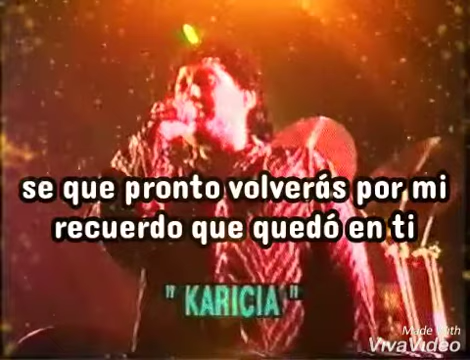 se que pronto volverás por mi
recuerdo que quedó en ti
" KARICIA "
Made With
VivaVideo